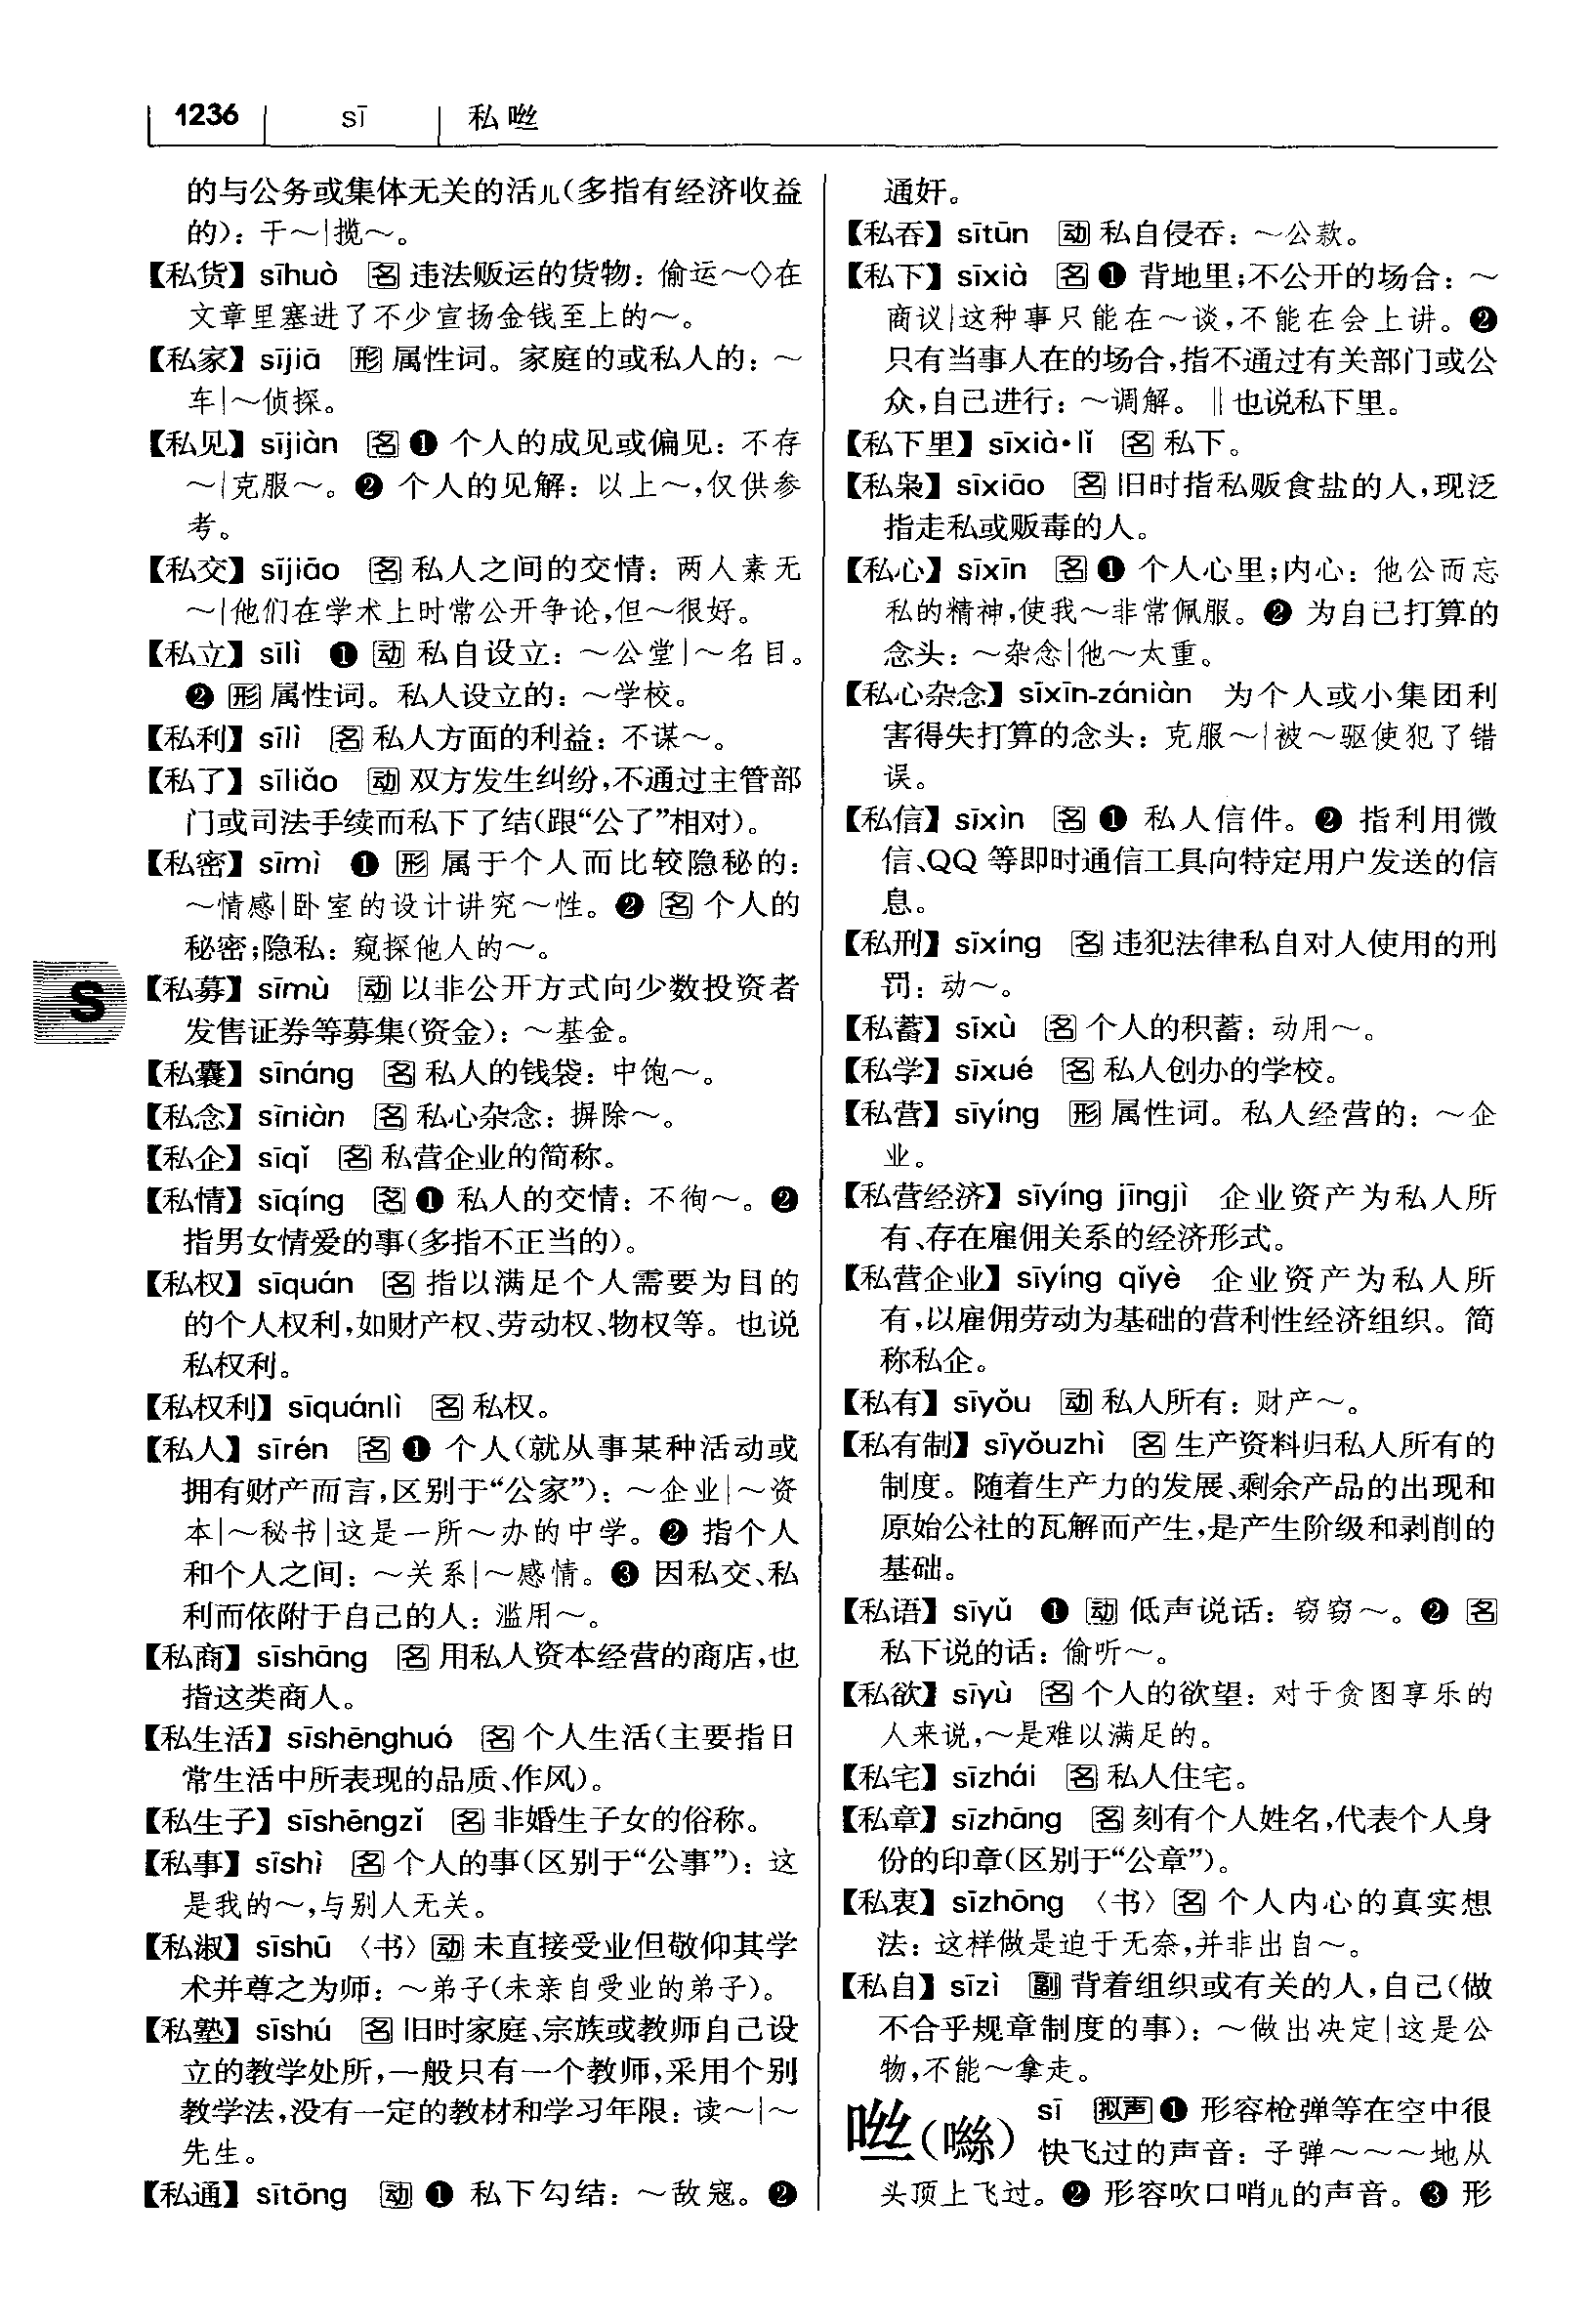 1236 sī 私 咝
的与公务或集体无关的活儿(多指有经济收益
的)：干～|揽～。
【私货】sīhuò 名 违法贩运的货物：偷运～◇在
文章里塞进了不少宣扬金钱至上的～。
【私家】sījiā 形 属性词。家庭的或私人的：～
车|～侦探。
【私见】sījiàn 名 ❶ 个人的成见或偏见：不存
～|克服～。❷ 个人的见解：以上～,仅供参
考。
【私交】sījiāo 名 私人之间的交情：两人素无
～|他们在学术上时常公开争论,但～很好。
【私立】sīlì ❶ 动 私自设立：～公堂|～名目。
❷ 形 属性词。私人设立的：～学校。
【私利】sīlì 名 私人方面的利益：不谋～。
【私了】sīliǎo 动 双方发生纠纷,不通过主管部
门或司法手续而私下了结(跟“公了”相对)。
【私密】sīmì ❶ 形 属于个人而比较隐秘的：
～情感|卧室的设计讲究～性。❷ 名 个人的
秘密;隐私：窥探他人的～。
S
【私募】sīmù 动 以非公开方式向少数投资者
发售证券等募集(资金)：～基金。
【私囊】sīnáng 名 私人的钱袋：中饱～。
【私念】sīniàn 名 私心杂念：摒除～。
【私企】sīqǐ 名 私营企业的简称。
【私情】sīqíng 名 ❶ 私人的交情：不徇～。❷
指男女情爱的事(多指不正当的)。
【私权】sīquán 名 指以满足个人需要为目的
的个人权利,如财产权、劳动权、物权等。也说
私权利。
【私权利】sīquánlì 名 私权。
【私人】sīrén 名 ❶ 个人(就从事某种活动或
拥有财产而言,区别于“公家”)：～企业|～资
本|～秘书|这是一所～办的中学。❷ 指个人
和个人之间：～关系|～感情。❸ 因私交、私
利而依附于自己的人：滥用～。
【私商】sīshāng 名 用私人资本经营的商店,也
指这类商人。
【私生活】sīshēnghuó 名 个人生活(主要指日
常生活中所表现的品质、作风)。
【私生子】sīshēngzǐ 名 非婚生子女的俗称。
【私事】sīshì 名 个人的事(区别于“公事”)：这
是我的～,与别人无关。
【私淑】sīshū 〈书〉动 未直接受业但敬仰其学
术并尊之为师：～弟子(未亲自受业的弟子)。
【私塾】sīshú 名 旧时家庭、宗族或教师自己设
立的教学处所,一般只有一个教师,采用个别
教学法,没有一定的教材和学习年限：读～|～
先生。
【私通】sītōng 动 ❶ 私下勾结：～敌寇。❷
通奸。
【私吞】sītūn 动 私自侵吞：～公款。
【私下】sīxià 名 ❶ 背地里;不公开的场合：～
商议|这种事只能在～谈,不能在会上讲。❷
只有当事人在的场合,指不通过有关部门或公
众,自己进行：～调解。‖也说私下里。
【私下里】sīxià·lǐ 名 私下。
【私枭】sīxiāo 名 旧时指私贩食盐的人,现泛
指走私或贩毒的人。
【私心】sīxīn 名 ❶ 个人心里;内心：他公而忘
私的精神,使我～非常佩服。❷ 为自己打算的
念头：～杂念|他～太重。
【私心杂念】sīxīn-zániàn 为个人或小集团利
害得失打算的念头：克服～|被～驱使犯了错
误。
【私信】sīxìn 名 ❶ 私人信件。❷ 指利用微
信、QQ 等即时通信工具向特定用户发送的信
息。
【私刑】sīxíng 名 违犯法律私自对人使用的刑
罚：动～。
【私蓄】sīxù 名 个人的积蓄：动用～。
【私学】sīxué 名 私人创办的学校。
【私营】sīyíng 形 属性词。私人经营的：～企
业。
【私营经济】sīyíng jīngjì 企业资产为私人所
有、存在雇佣关系的经济形式。
【私营企业】sīyíng qǐyè 企业资产为私人所
有,以雇佣劳动为基础的营利性经济组织。简
称私企。
【私有】sīyǒu 动 私人所有：财产～。
【私有制】sīyǒuzhì 名 生产资料归私人所有的
制度。随着生产力的发展、剩余产品的出现和
原始公社的瓦解而产生,是产生阶级和剥削的
基础。
【私语】sīyǔ ❶ 动 低声说话：窃窃～。❷ 名
私下说的话：偷听～。
【私欲】sīyù 名 个人的欲望：对于贪图享乐的
人来说,～是难以满足的。
【私宅】sīzhái 名 私人住宅。
【私章】sīzhāng 名 刻有个人姓名,代表个人身
份的印章(区别于“公章”)。
【私衷】sīzhōng 〈书〉名 个人内心的真实想
法：这样做是迫于无奈,并非出自～。
【私自】sīzì 副 背着组织或有关的人,自己(做
不合乎规章制度的事)：～做出决定|这是公
物,不能～拿走。
咝(噝) sī 拟声 ❶ 形容枪弹等在空中很
快飞过的声音：子弹～～～地从
头顶上飞过。❷ 形容吹口哨儿的声音。❸ 形